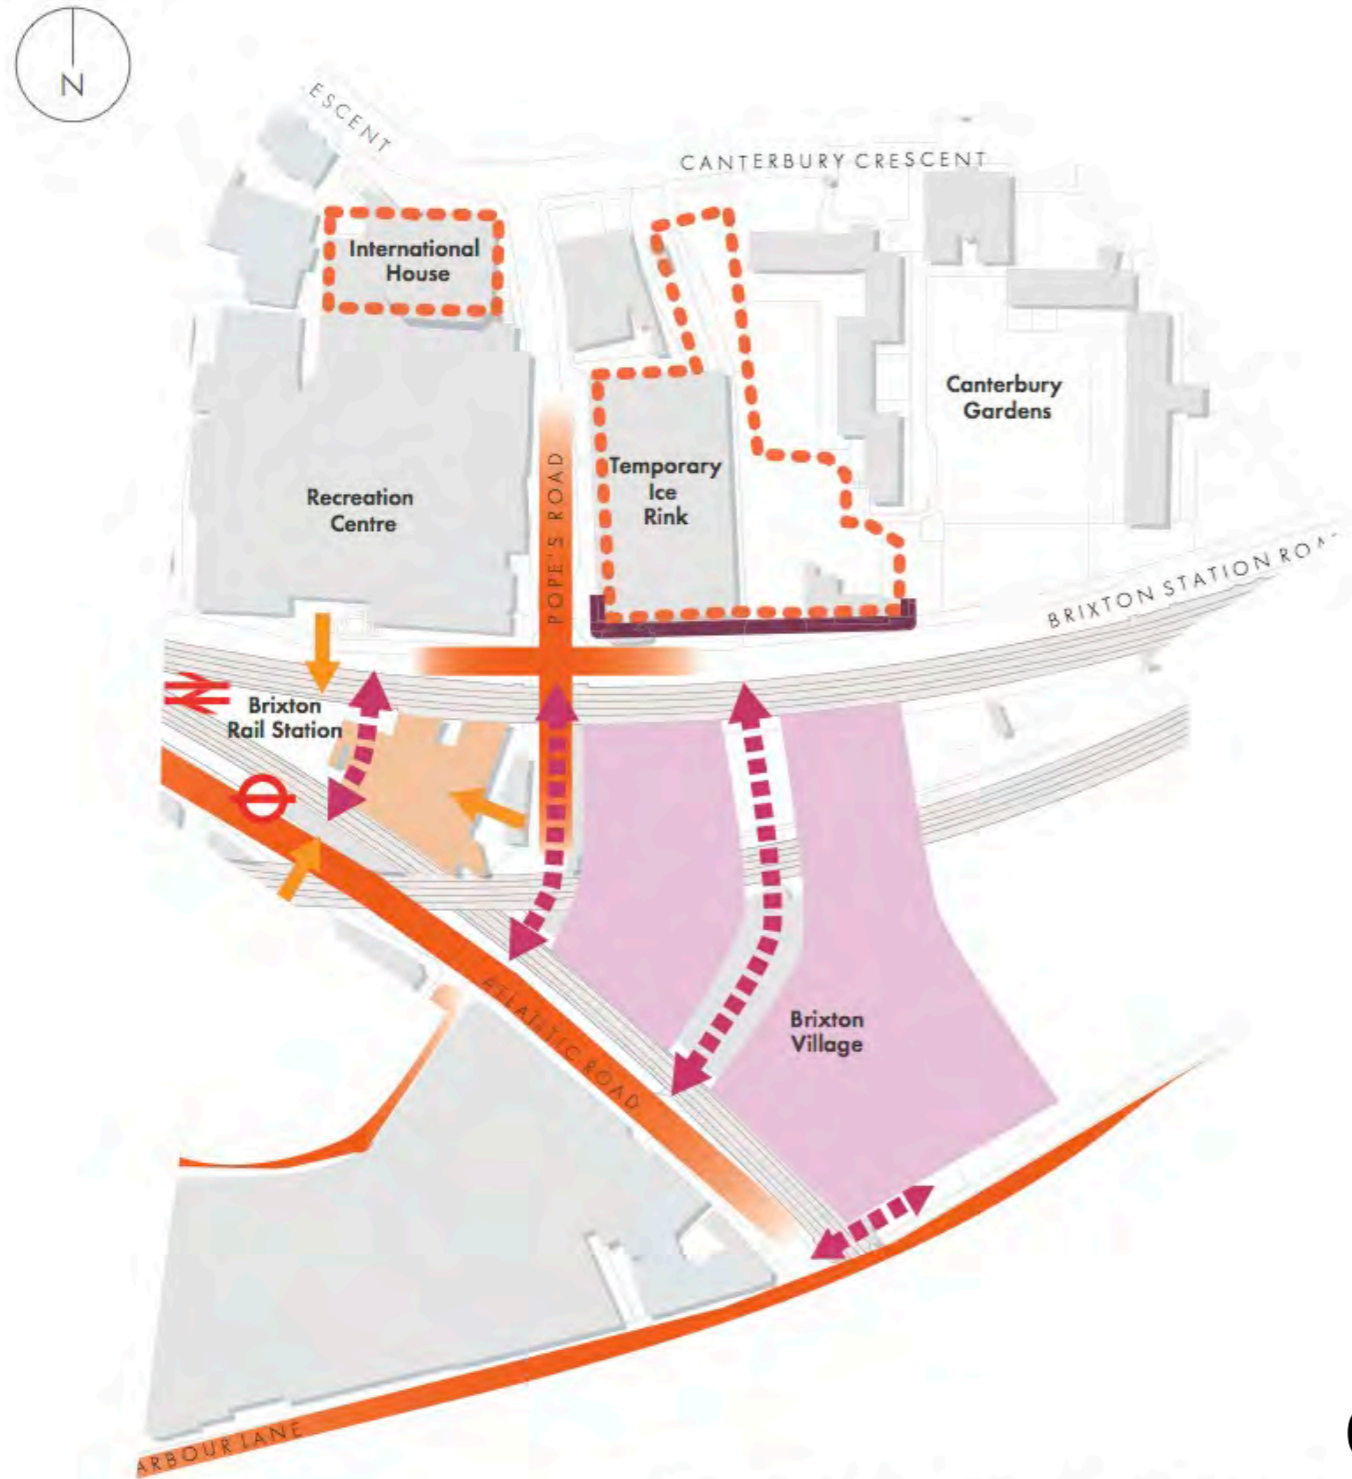 N
ESCENT
CANTERBURY CRESCENT
International
House
Canterbury
Gardens
POPE'S ROAD
Temporary
Ice
Rink
Recreation
Centre
BRIXTON STATION ROA
Brixton
Rail Station
ATLANTIC ROAD
Brixton
Village
ARBOUR LANE